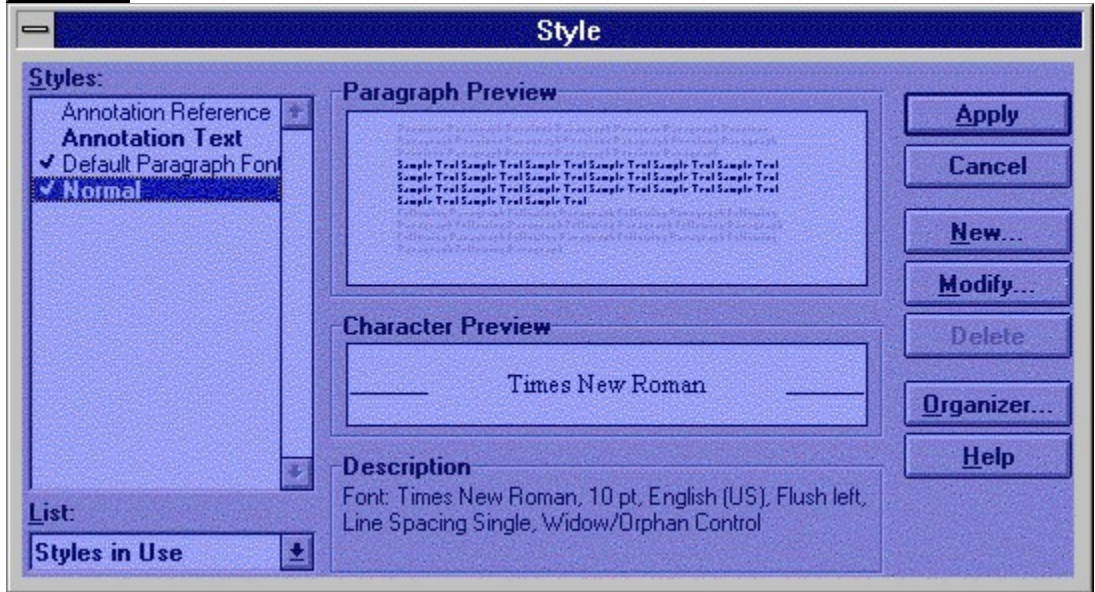 Style
Styles:
Annotation Reference
Annotation Text
Default Paragraph Font
Normal
List:
Styles in Use
Paragraph Preview
Sample Text Sample Text Sample Text Sample Text Sample Text Sample Text
Sample Text Sample Text Sample Text Sample Text Sample Text Sample Text
Sample Text Sample Text Sample Text Sample Text Sample Text Sample Text
Sample Text Sample Text Sample Text
Character Preview
Times New Roman
Description
Font: Times New Roman, 10 pt, English (US), Flush left,
Line Spacing Single, Widow/Orphan Control
Apply
Cancel
New...
Modify...
Delete
Organizer...
Help